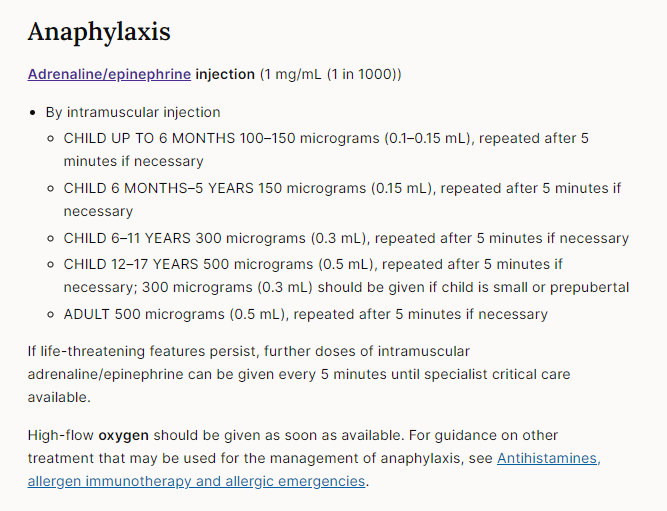 Anaphylaxis
Adrenaline/epinephrine injection (1 mg/mL (1 in 1000))
• By intramuscular injection
◦ CHILD UP TO 6 MONTHS 100–150 micrograms (0.1–0.15 mL), repeated after 5
minutes if necessary
◦ CHILD 6 MONTHS–5 YEARS 150 micrograms (0.15 mL), repeated after 5 minutes if
necessary
◦ CHILD 6–11 YEARS 300 micrograms (0.3 mL), repeated after 5 minutes if necessary
◦ CHILD 12–17 YEARS 500 micrograms (0.5 mL), repeated after 5 minutes if
necessary; 300 micrograms (0.3 mL) should be given if child is small or prepubertal
◦ ADULT 500 micrograms (0.5 mL), repeated after 5 minutes if necessary
If life-threatening features persist, further doses of intramuscular
adrenaline/epinephrine can be given every 5 minutes until specialist critical care
available.
High-flow oxygen should be given as soon as available. For guidance on other
treatment that may be used for the management of anaphylaxis, see Antihistamines,
allergen immunotherapy and allergic emergencies.